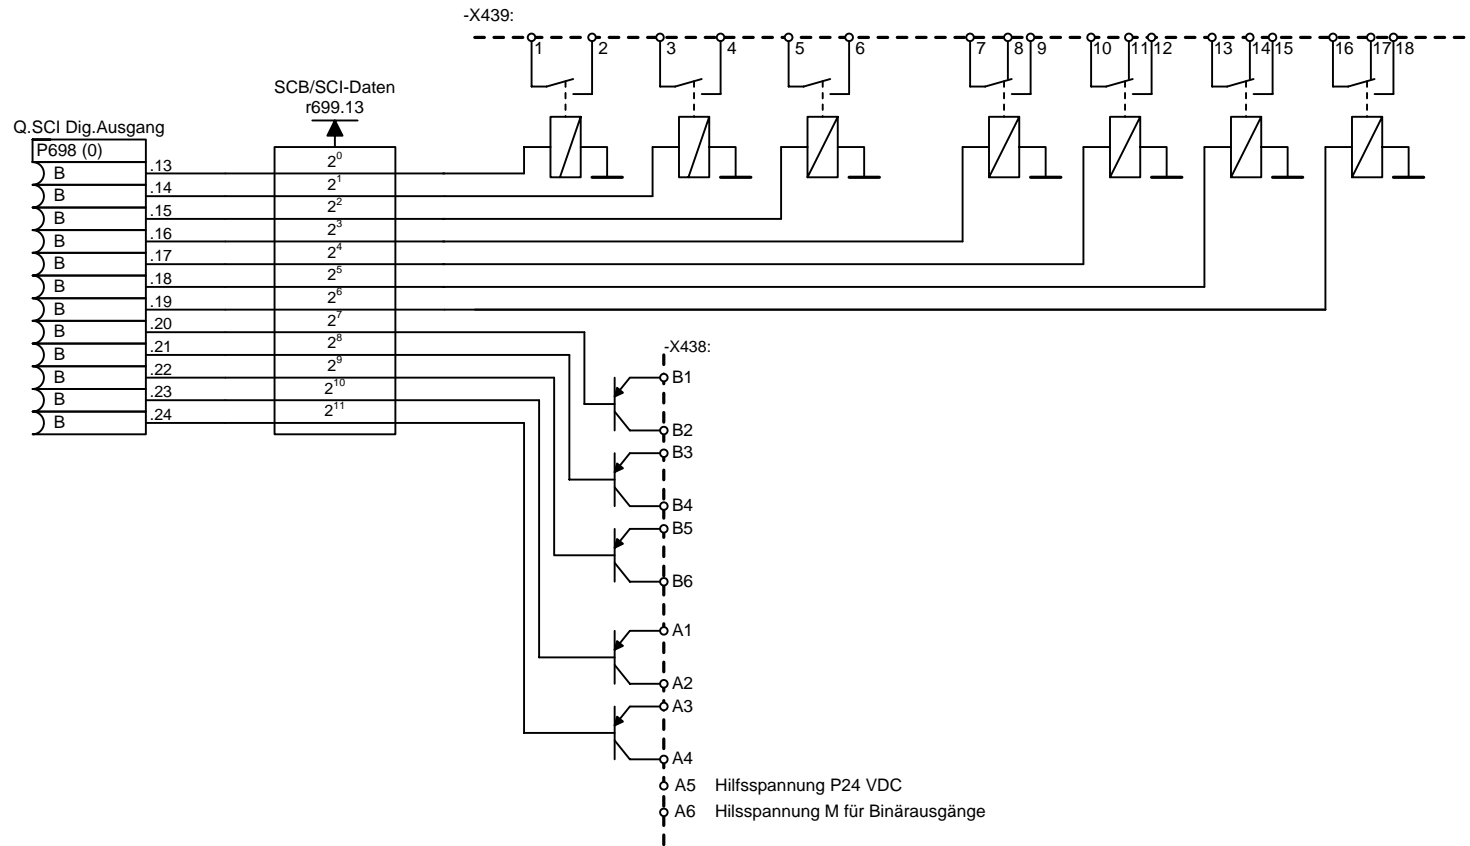 -X439:
1 2 3 4 5 6 7 8 9 10 11 12 13 14 15 16 17 18
SCB/SCI-Daten
r699.13
Q.SCI Dig.Ausgang
P698 (0)
B .13 2⁰
B .14 2¹
B .15 2²
B .16 2³
B .17 2⁴
B .18 2⁵
B .19 2⁶
B .20 2⁷
B .21 2⁸
B .22 2⁹
B .23 2¹⁰
B .24 2¹¹
-X438:
B1
B2
B3
B4
B5
B6
A1
A2
A3
A4
A5 Hilfsspannung P24 VDC
A6 Hilsspannung M für Binärausgänge